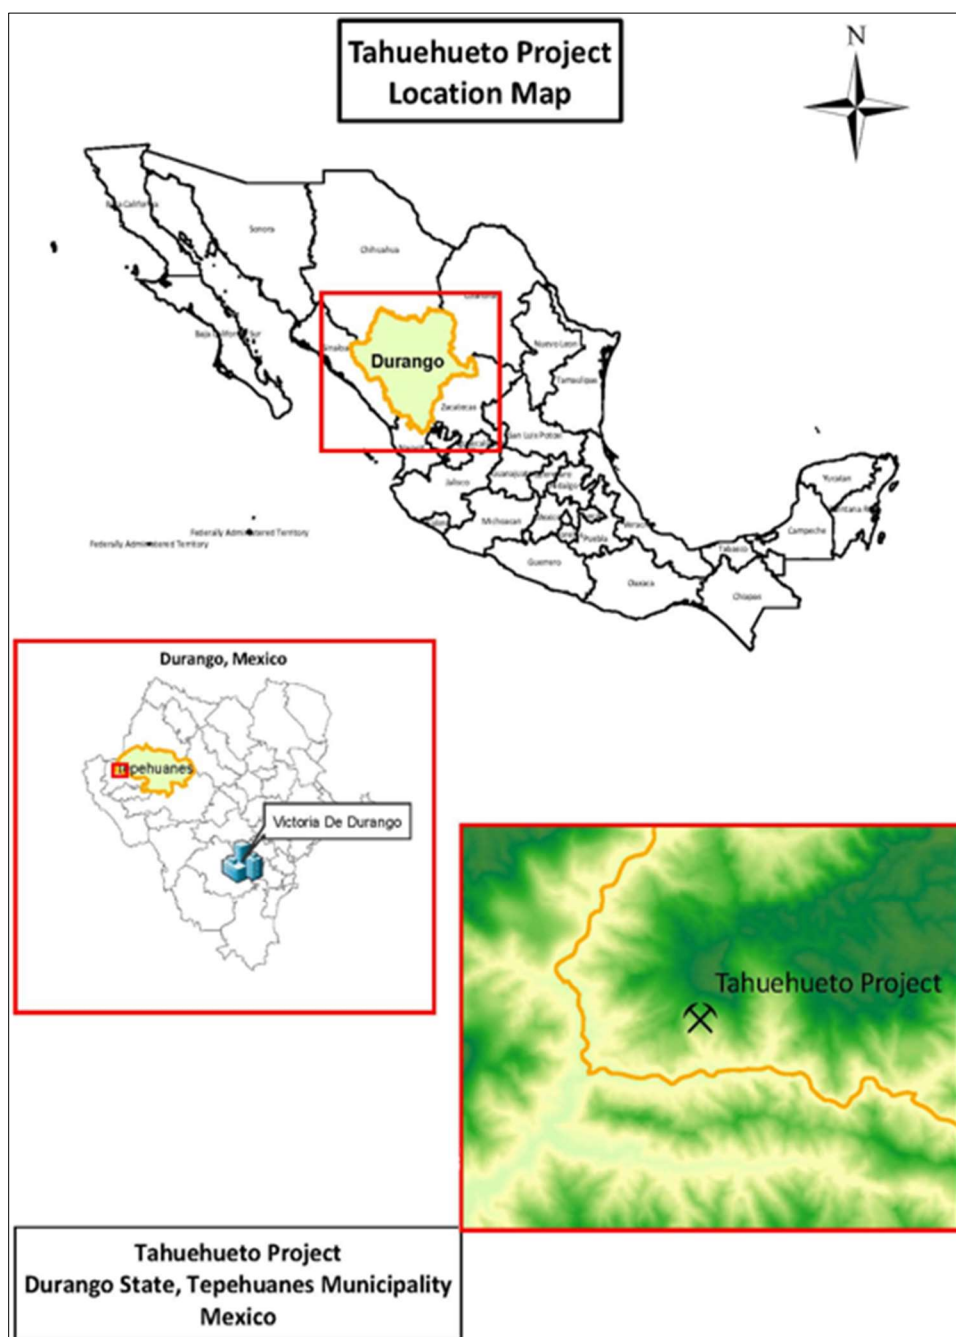 Tahuehueto Project
Location Map
N
Sonora
Chihuahua
Durango
Nuevo Leon
Tamaulipas
Zacatecas
San Luis Potosi
Jalisco
Michoacan
Guerrero
Puebla
Oaxaca
Tabasco
Chiapas
Campeche
Yucatan
Federally Administered Territory
Federally Administered Territory
Durango, Mexico
Tepehuanes
Victoria De Durango
Tahuehueto Project
Tahuehueto Project
Durango State, Tepehuanes Municipality
Mexico